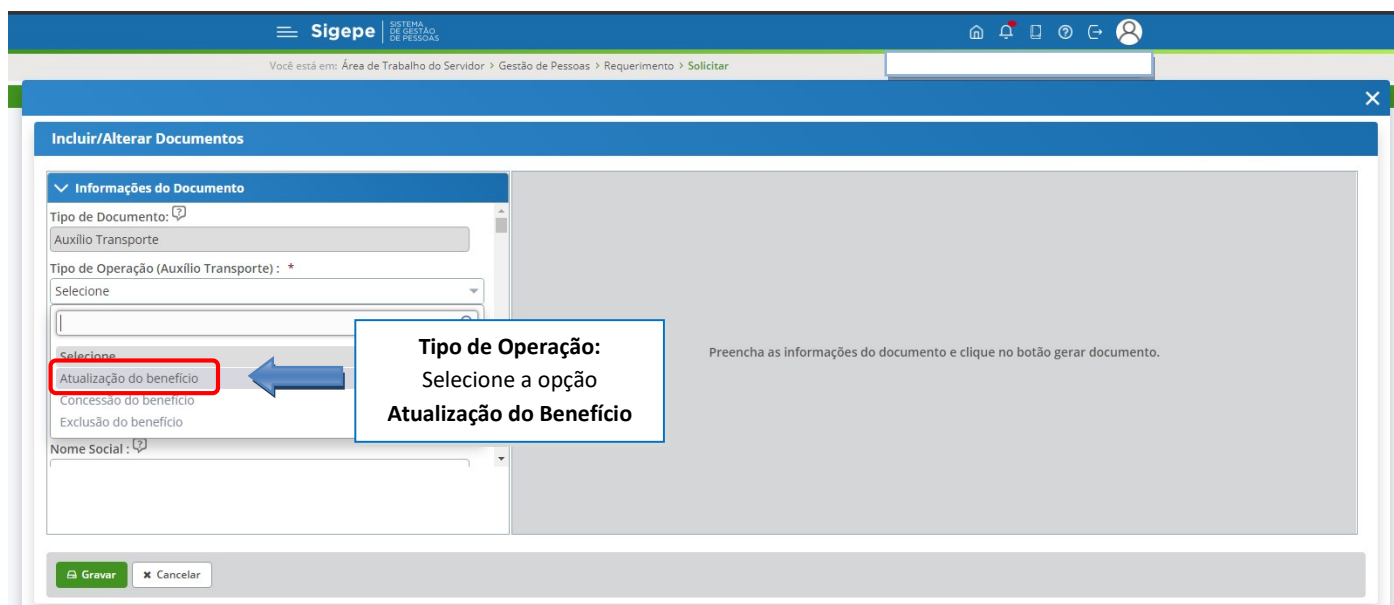 Sigepe
SISTEMA
DE GESTÃO
DE PESSOAS
Você está em: Área de Trabalho do Servidor > Gestão de Pessoas > Requerimento > Solicitar
Incluir/Alterar Documentos
Informações do Documento
Tipo de Documento:
Auxílio Transporte
Tipo de Operação (Auxílio Transporte) : *
Selecione
Selecione
Atualização do benefício
Concessão do benefício
Exclusão do benefício
Nome Social :
Tipo de Operação:
Selecione a opção
Atualização do Benefício
Preencha as informações do documento e clique no botão gerar documento.
Gravar
Cancelar